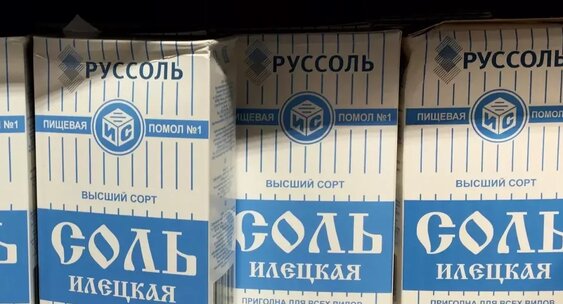 РУССОЛЬ
ПИЩЕВАЯ ИС ПОМОЛ №1
ВЫСШИЙ СОРТ
СОЛЬ
ИЛЕЦКАЯ
РУССОЛЬ
ПИЩЕВАЯ ИС ПОМОЛ №1
ВЫСШИЙ СОРТ
СОЛЬ
ИЛЕЦКАЯ
ПРИГОДНА ДЛЯ ВСЕХ ВИДОВ
РУССОЛЬ
ПИЩЕВАЯ ИС ПОМОЛ №1
ВЫСШИЙ СОРТ
СОЛЬ
ИЛЕЦКАЯ